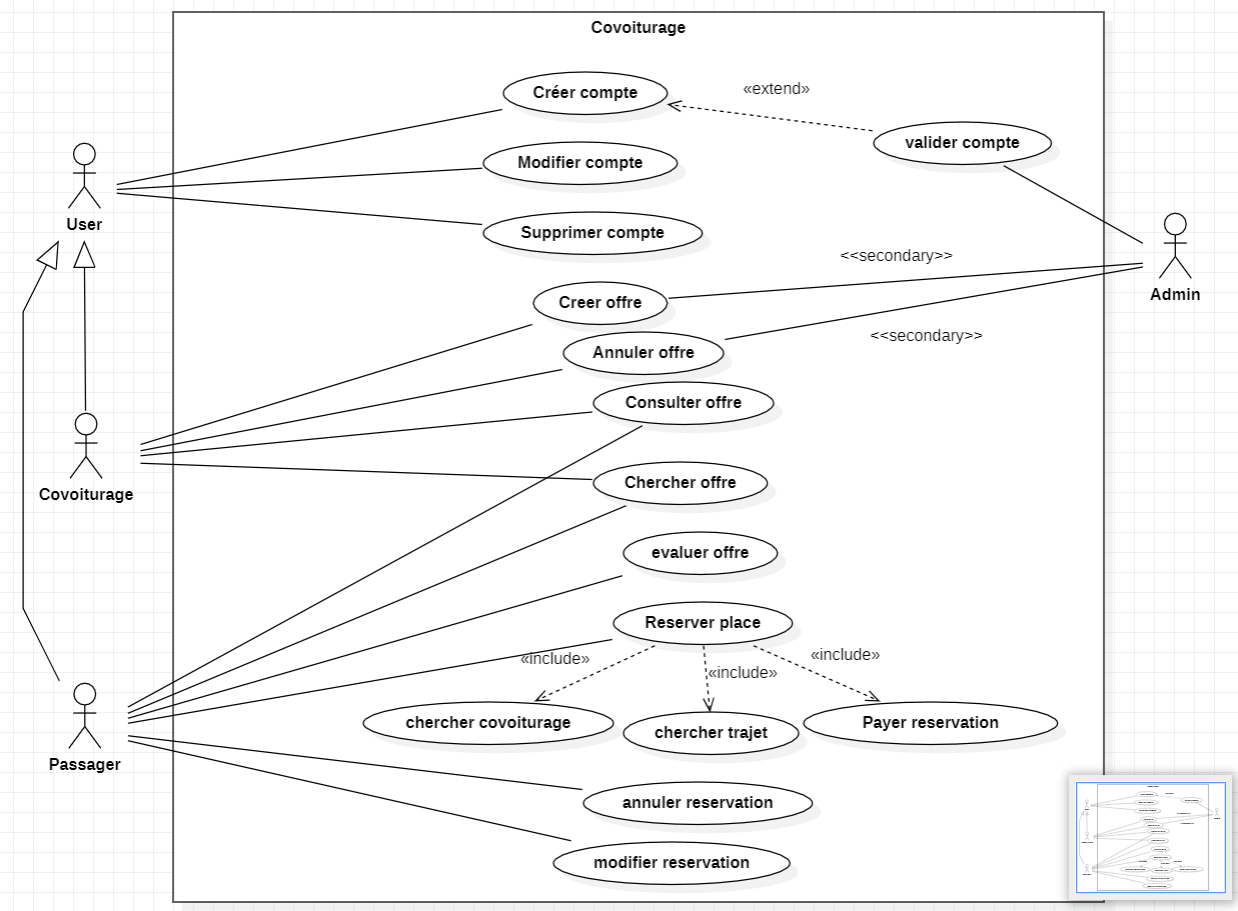 Covoiturage
Créer compte
«extend»
valider compte
Modifier compte
User
Supprimer compte
<<secondary>>
Admin
Creer offre
<<secondary>>
Annuler offre
Consulter offre
Chercher offre
Covoiturage
evaluer offre
Reserver place
«include»
«include»
«include»
chercher covoiturage
chercher trajet
Payer reservation
Passager
annuler reservation
modifier reservation